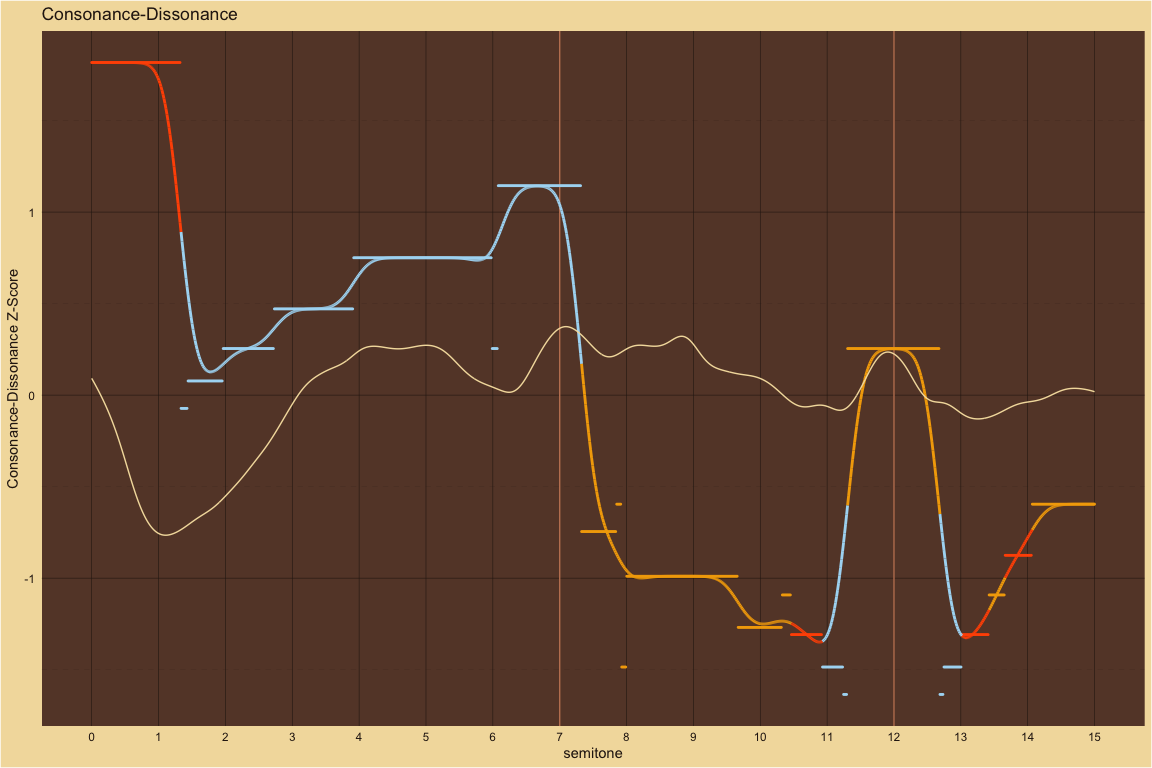 Consonance-Dissonance
Consonance-Dissonance Z-Score
1
0
-1
0 1 2 3 4 5 6 7 8 9 10 11 12 13 14 15
semitone